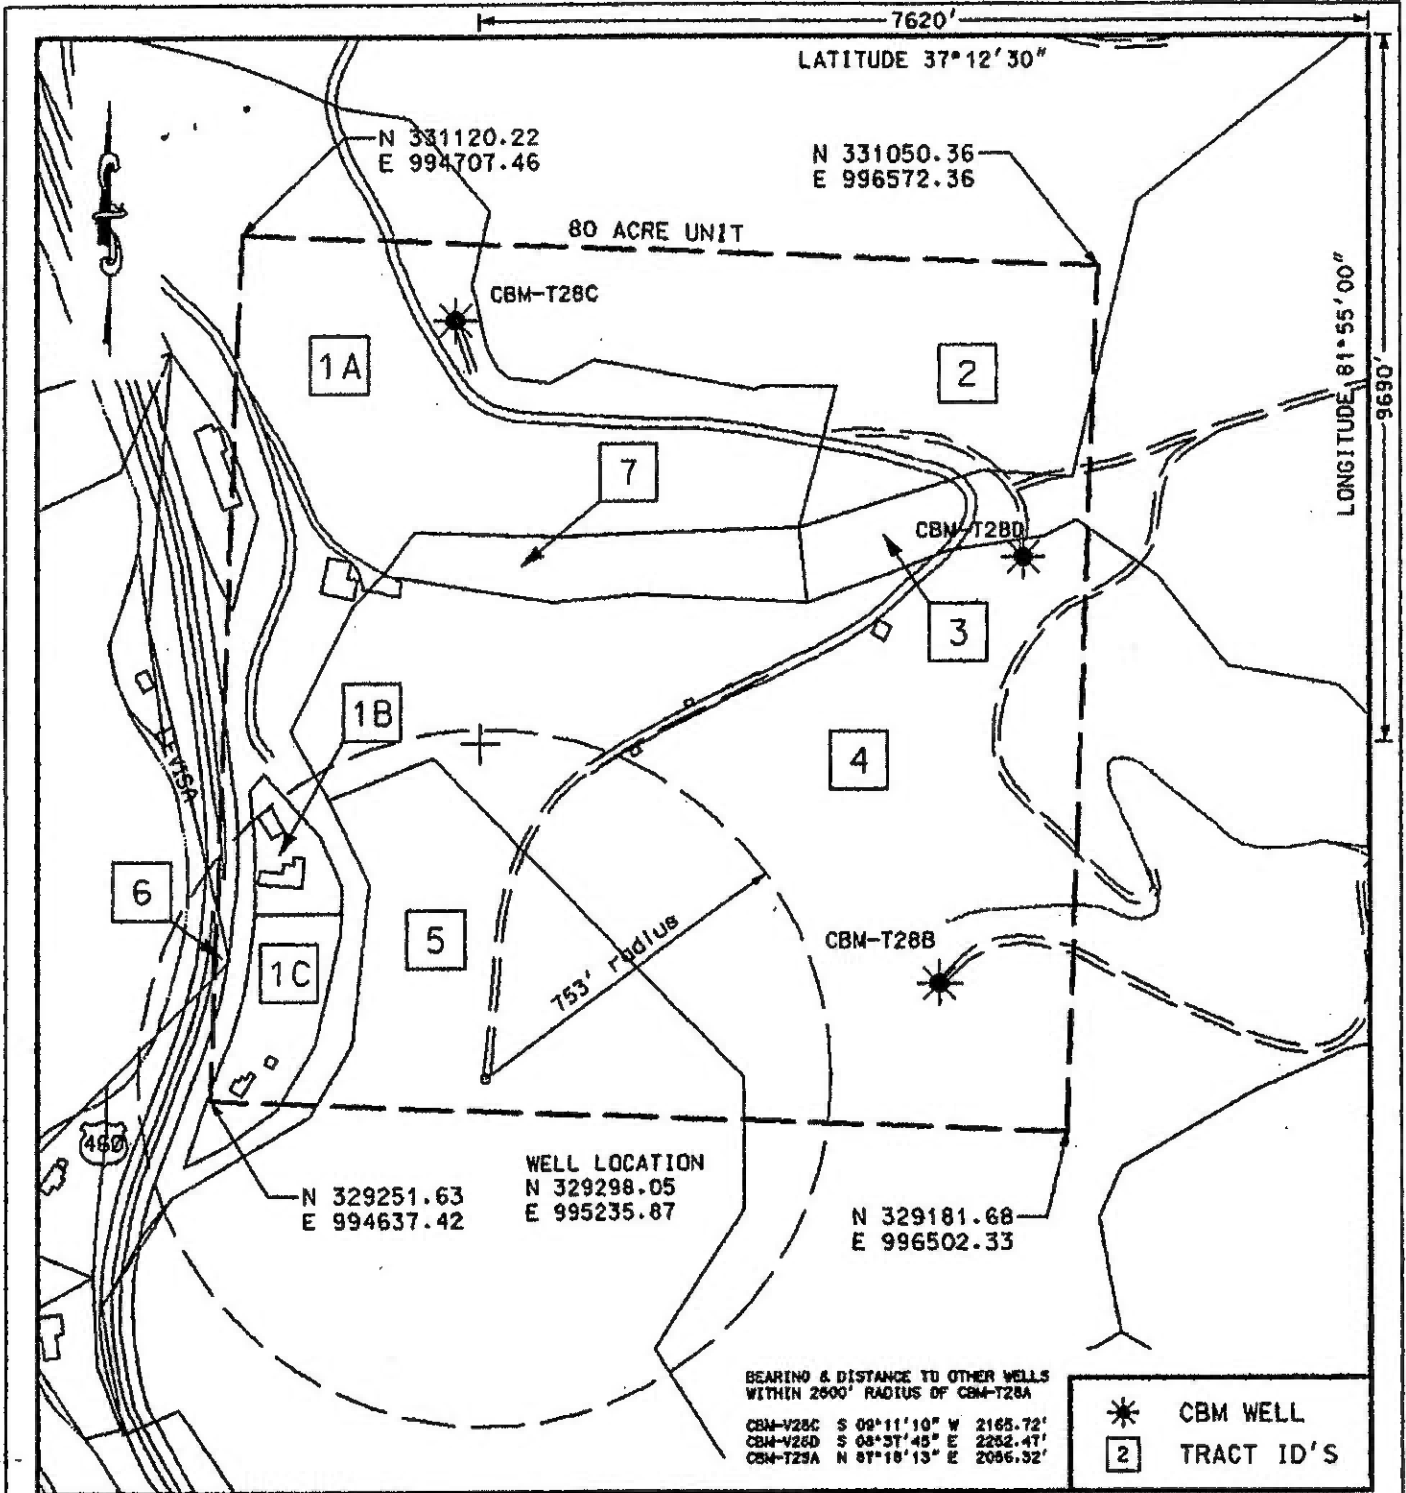 7620'
LATITUDE 37°12'30"
N 331120.22
E 994707.46
N 331050.36
E 996572.36
80 ACRE UNIT
CBM-T28C
LONGITUDE 81°55'00"
9690'
1A
2
7
CBM-T28D
3
1B
4
LEVISA
6
5
753' radius
CBM-T28B
1C
460
WELL LOCATION
N 329298.05
E 995235.87
N 329251.63
E 994637.42
N 329181.68
E 996502.33
BEARING & DISTANCE TO OTHER WELLS
WITHIN 2500' RADIUS OF CBM-T28A
CBM-V28C S 09°11'10" W 2165.72'
CBM-V28D S 08°37'45" E 2252.47'
CBM-T29A N 87°18'13" E 2056.32'
CBM WELL
2 TRACT ID'S